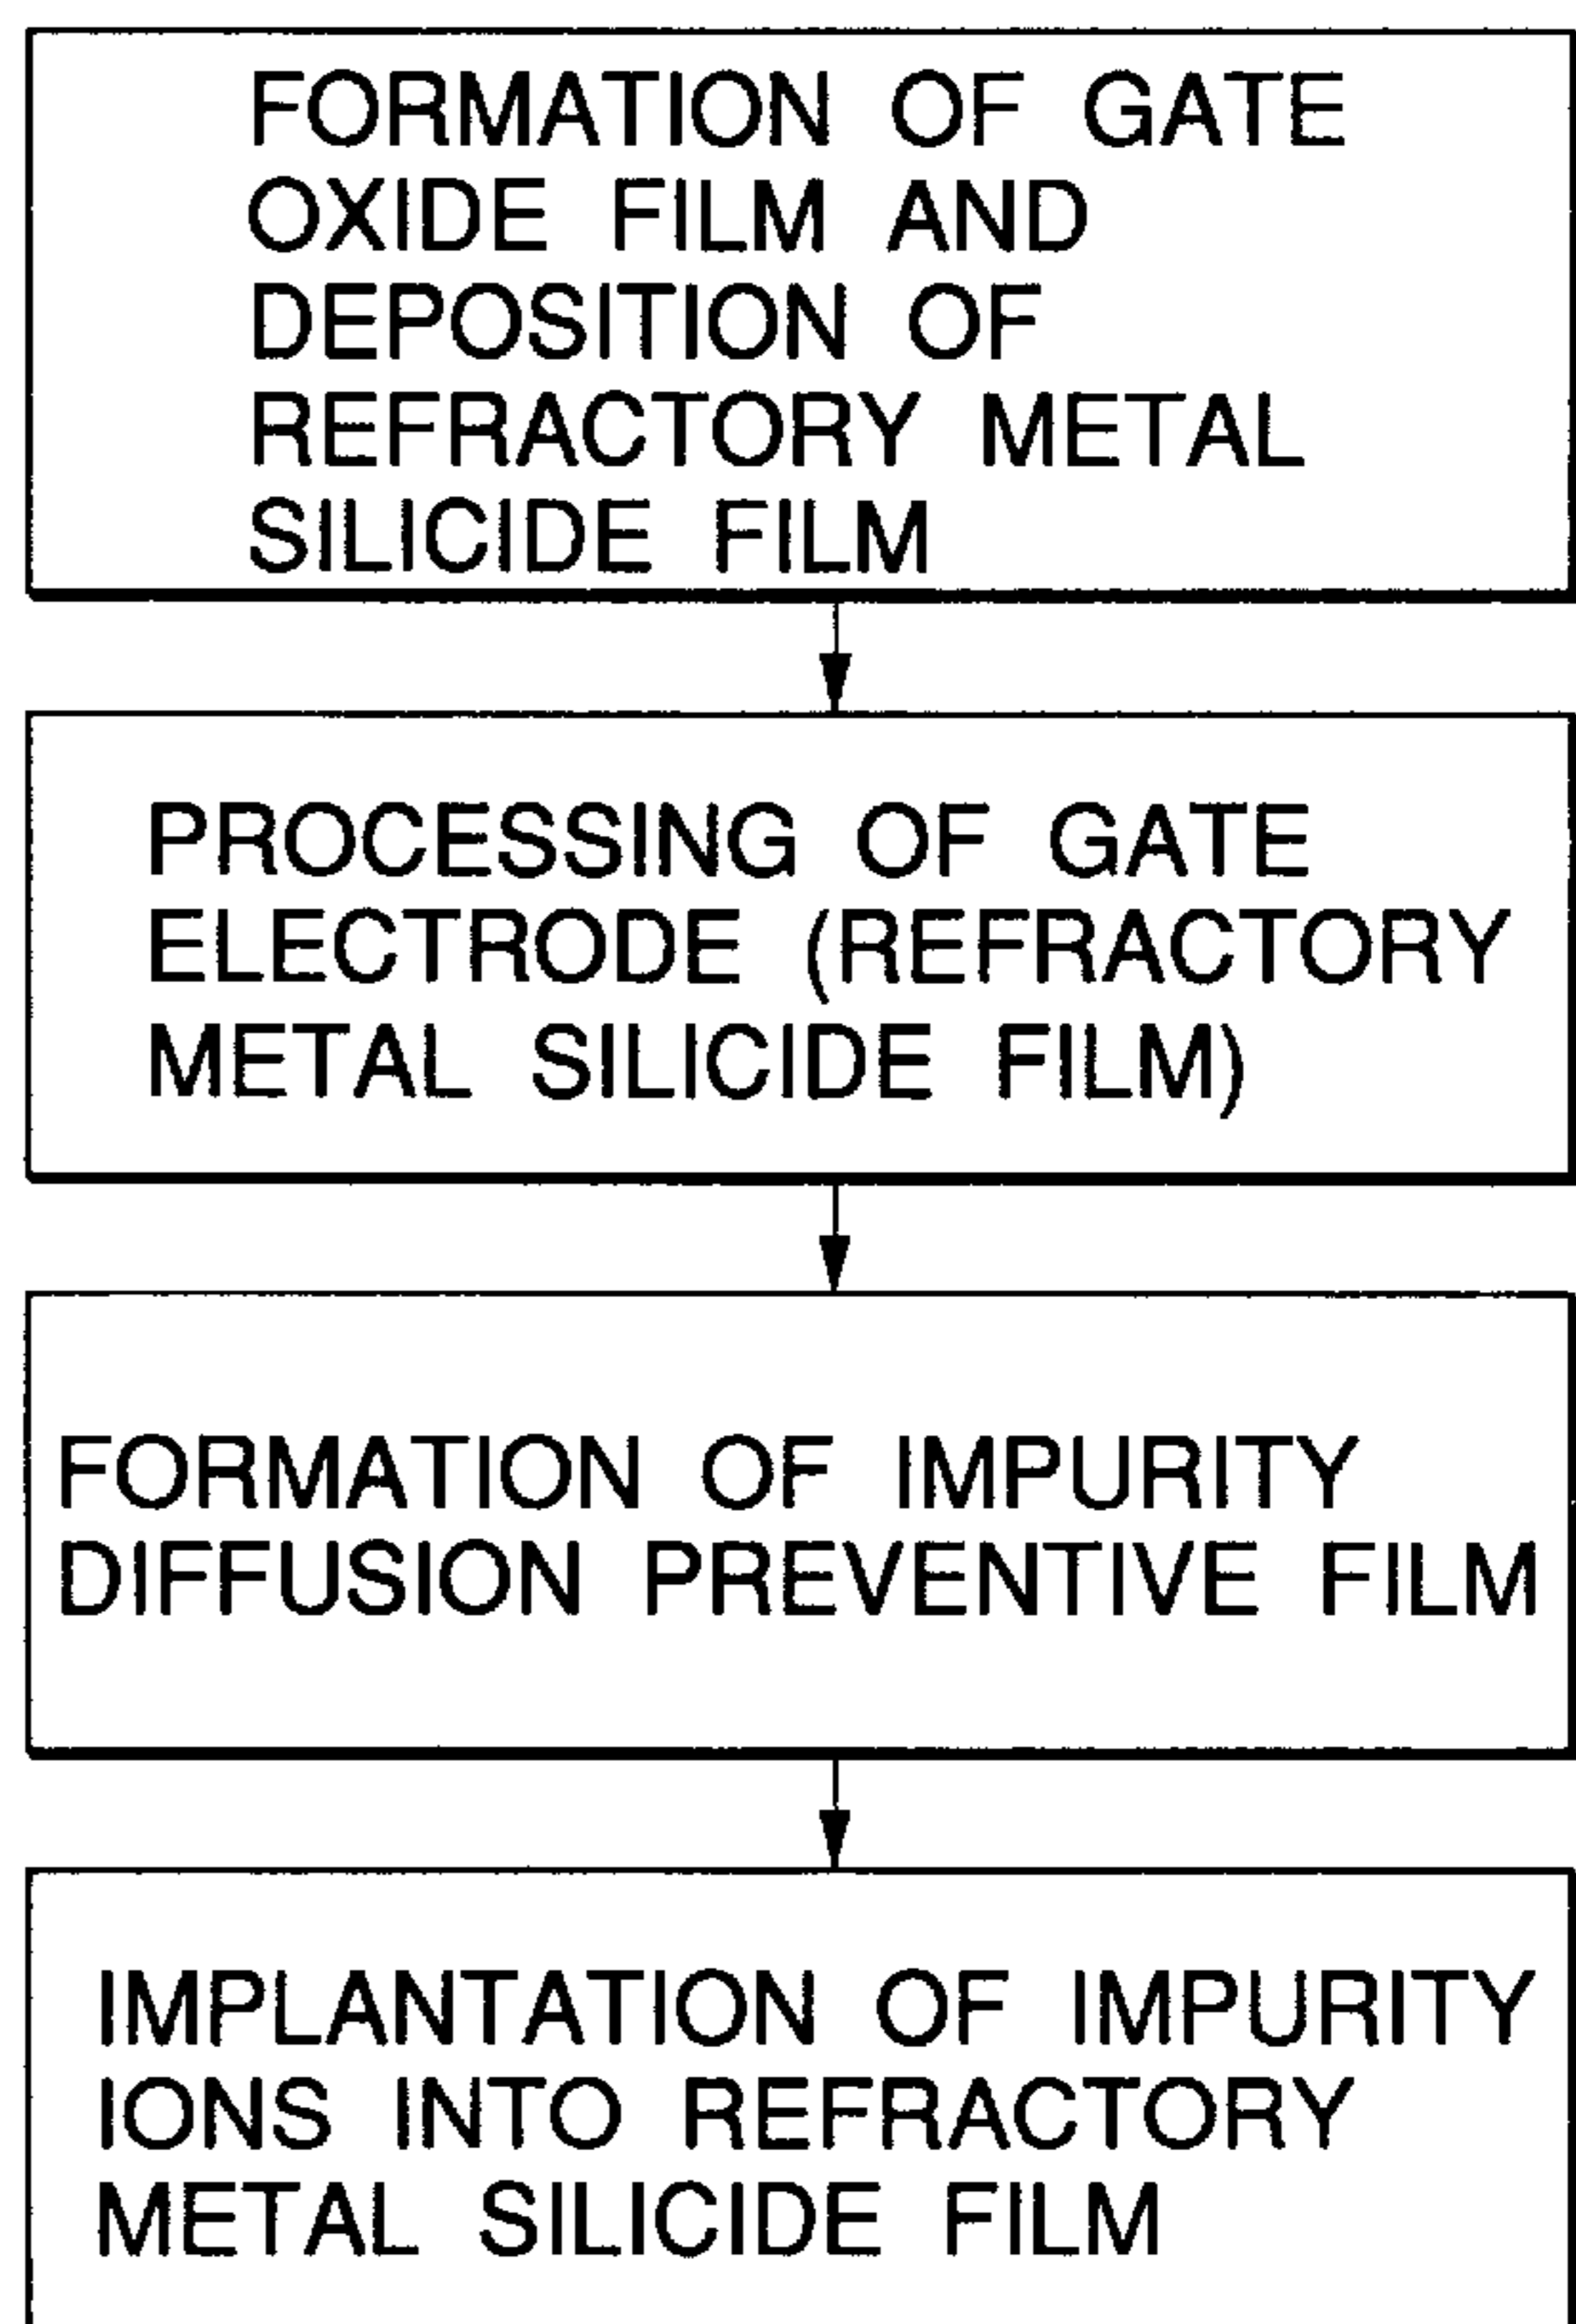 FORMATION OF GATE
OXIDE FILM AND
DEPOSITION OF
REFRACTORY METAL
SILICIDE FILM
PROCESSING OF GATE
ELECTRODE (REFRACTORY
METAL SILICIDE FILM)
FORMATION OF IMPURITY
DIFFUSION PREVENTIVE FILM
IMPLANTATION OF IMPURITY
IONS INTO REFRACTORY
METAL SILICIDE FILM